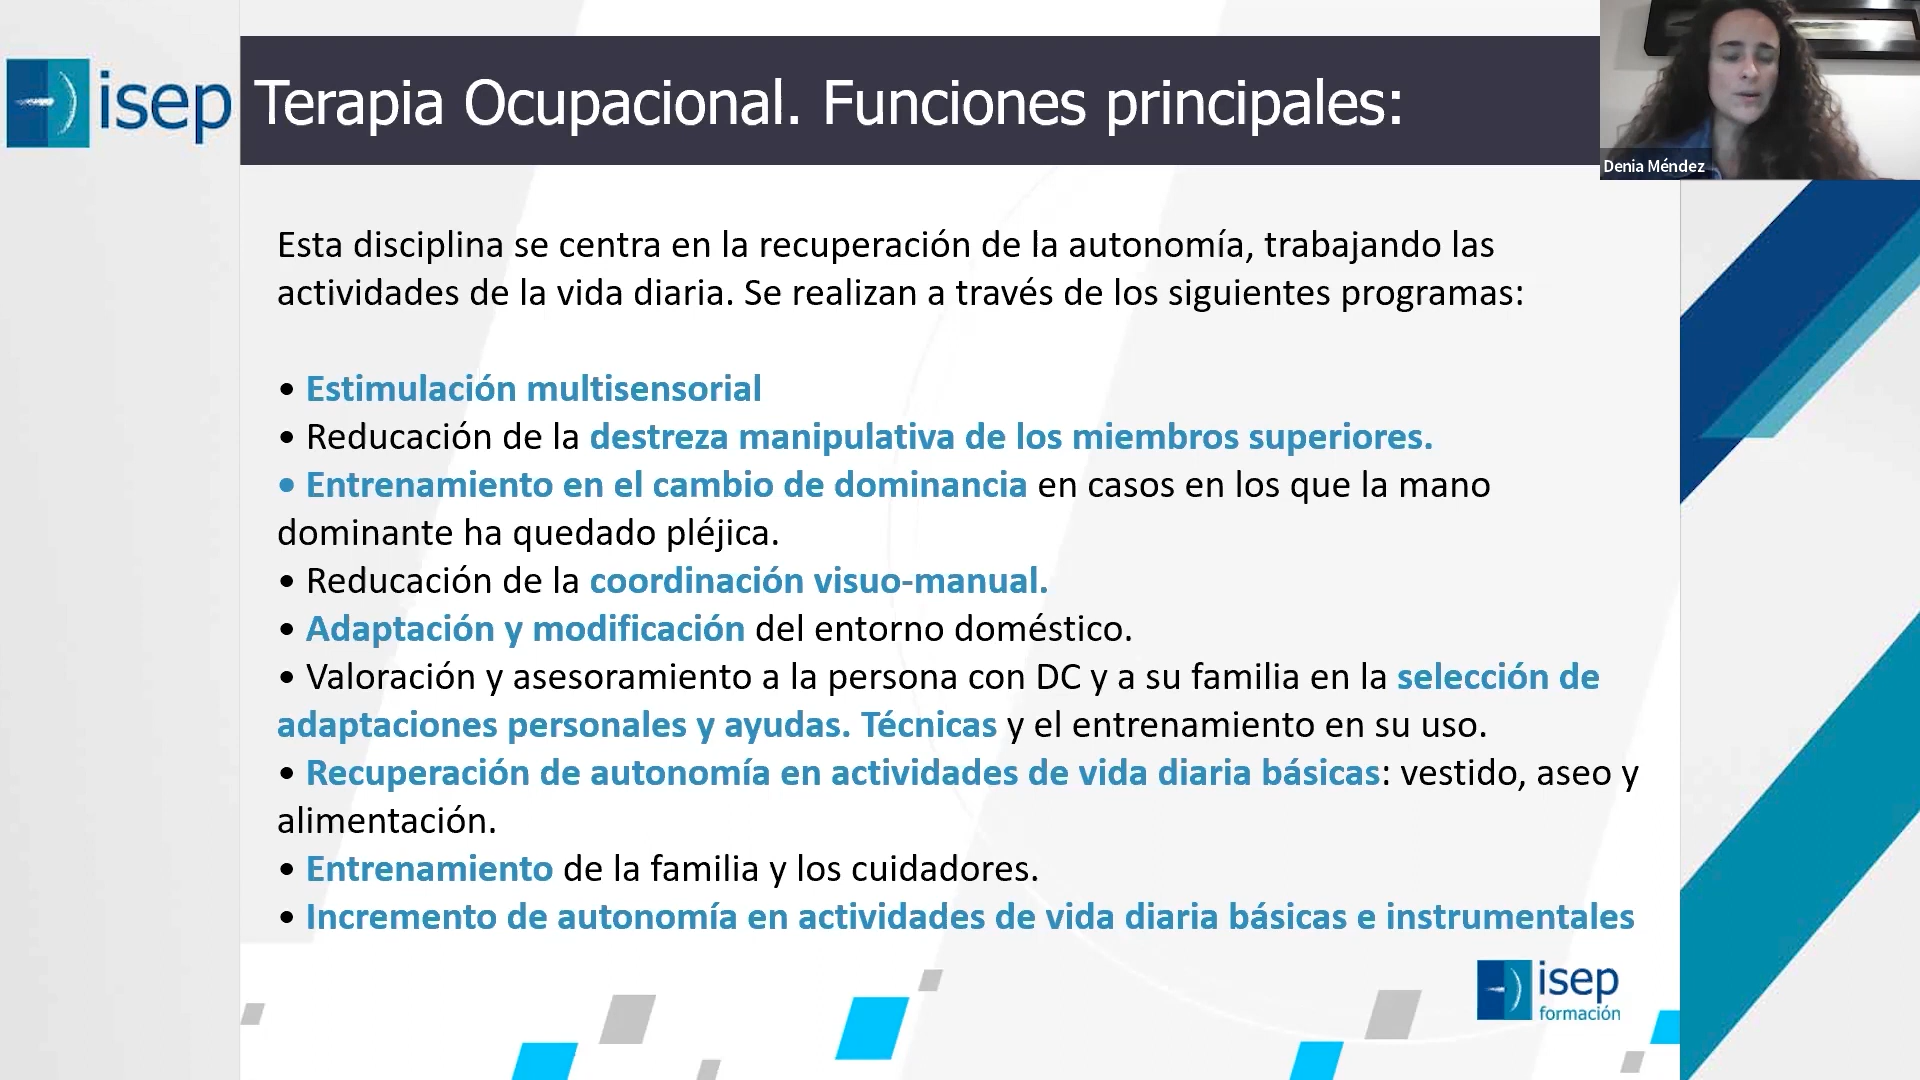 isep
Terapia Ocupacional. Funciones principales:
Denia Méndez
Esta disciplina se centra en la recuperación de la autonomía, trabajando las
actividades de la vida diaria. Se realizan a través de los siguientes programas:
• Estimulación multisensorial
• Reducación de la destreza manipulativa de los miembros superiores.
• Entrenamiento en el cambio de dominancia en casos en los que la mano
dominante ha quedado pléjica.
• Reducación de la coordinación visuo-manual.
• Adaptación y modificación del entorno doméstico.
• Valoración y asesoramiento a la persona con DC y a su familia en la selección de
adaptaciones personales y ayudas. Técnicas y el entrenamiento en su uso.
• Recuperación de autonomía en actividades de vida diaria básicas: vestido, aseo y
alimentación.
• Entrenamiento de la familia y los cuidadores.
• Incremento de autonomía en actividades de vida diaria básicas e instrumentales
isep
formación